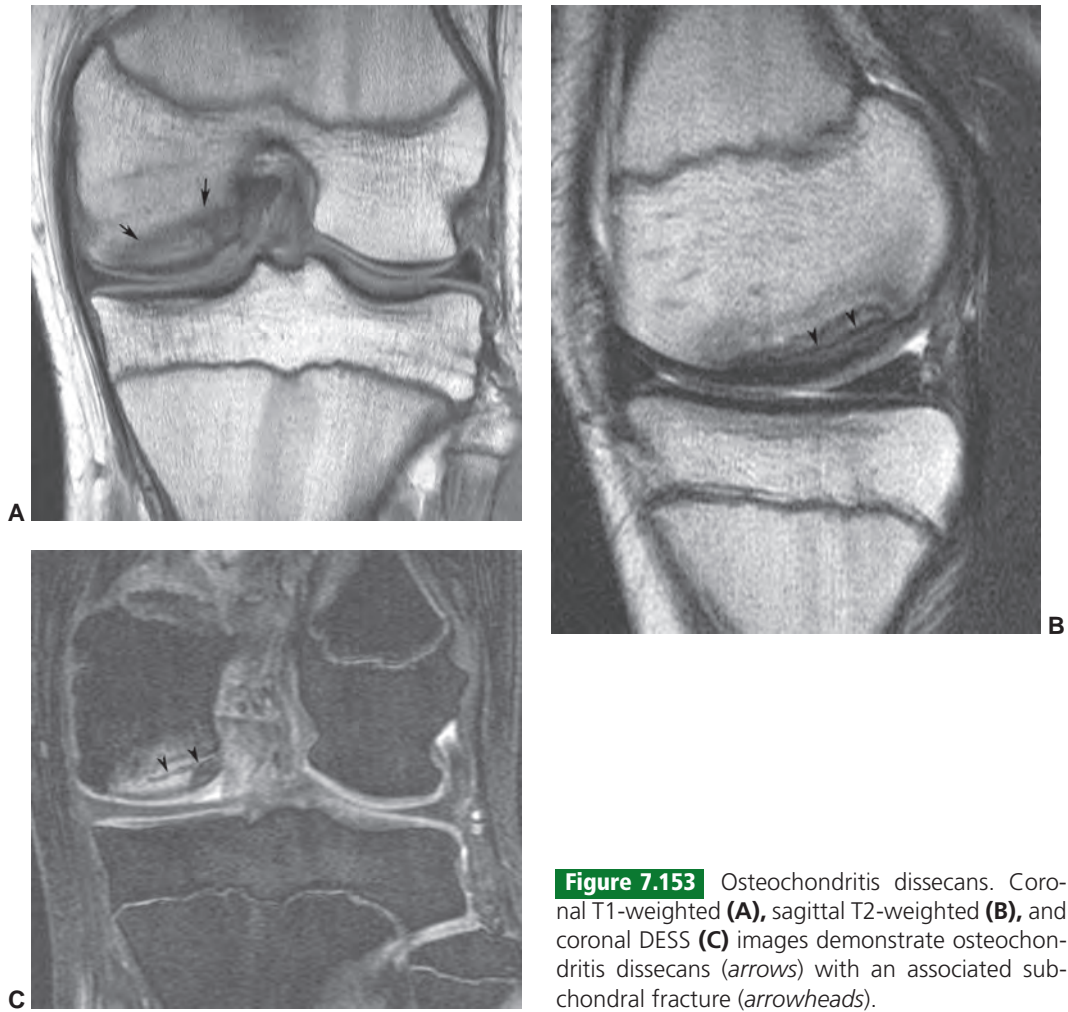 A
B
C
Figure 7.153 Osteochondritis dissecans. Coro-
nal T1-weighted (A), sagittal T2-weighted (B), and
coronal DESS (C) images demonstrate osteochon-
dritis dissecans (arrows) with an associated sub-
chondral fracture (arrowheads).